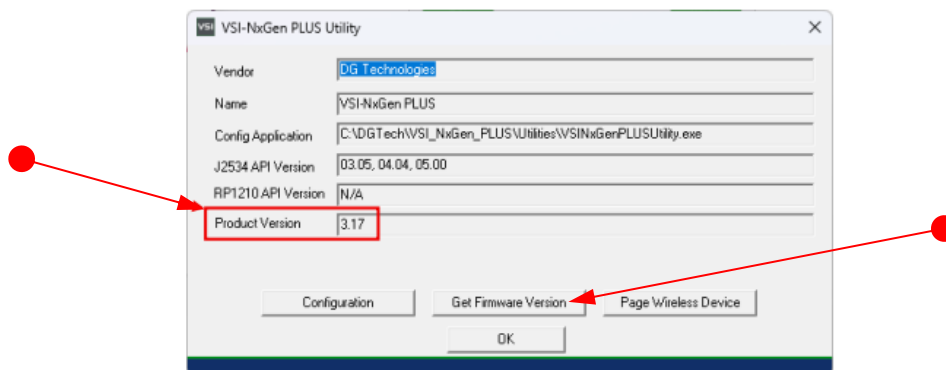 VSI VSI-NxGen PLUS Utility
Vendor DG Technologies
Name VSI-NxGen PLUS
Config Application C:\DGTech\VSI_NxGen_PLUS\Utilities\VSINxGenPLUSUtility.exe
J2534 API Version 03.05, 04.04, 05.00
RP1210 API Version N/A
Product Version 3.17
Configuration Get Firmware Version Page Wireless Device
OK